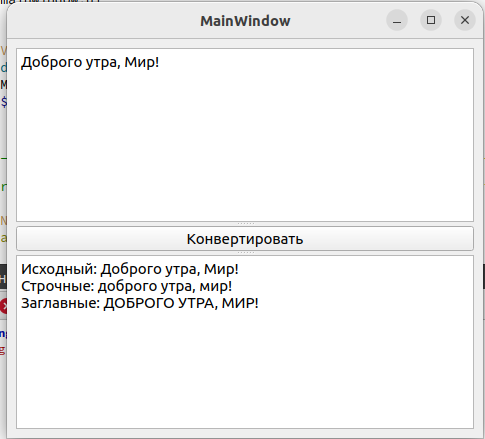 MainWindow
Доброго утра, Мир!
Конвертировать
Исходный: Доброго утра, Мир!
Строчные: доброго утра, мир!
Заглавные: ДОБРОГО УТРА, МИР!